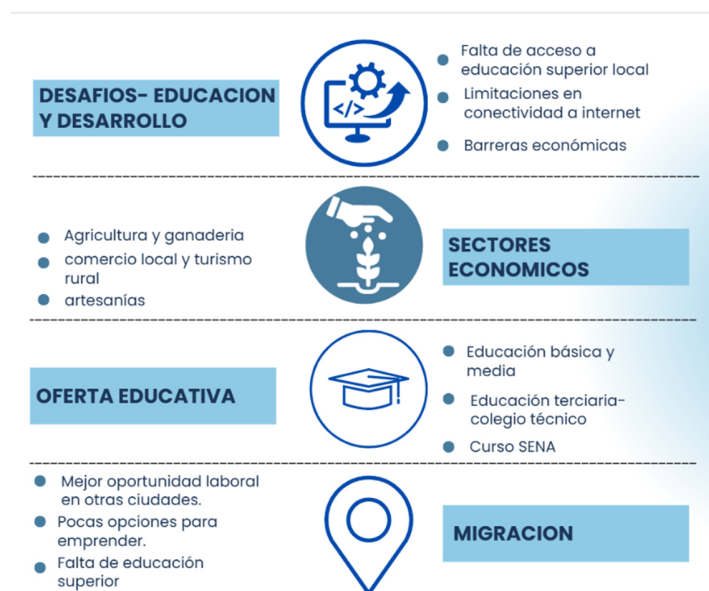 DESAFIOS- EDUCACION
Y DESARROLLO
</>
Falta de acceso a
educación superior local
Limitaciones en
conectividad a internet
Barreras económicas
Agricultura y ganaderia
comercio local y turismo
rural
artesanías
SECTORES
ECONOMICOS
OFERTA EDUCATIVA
Educación básica y
media
Educación terciaria-
colegio técnico
Curso SENA
Mejor oportunidad laboral
en otras ciudades.
Pocas opciones para
emprender.
Falta de educación
superior
MIGRACION